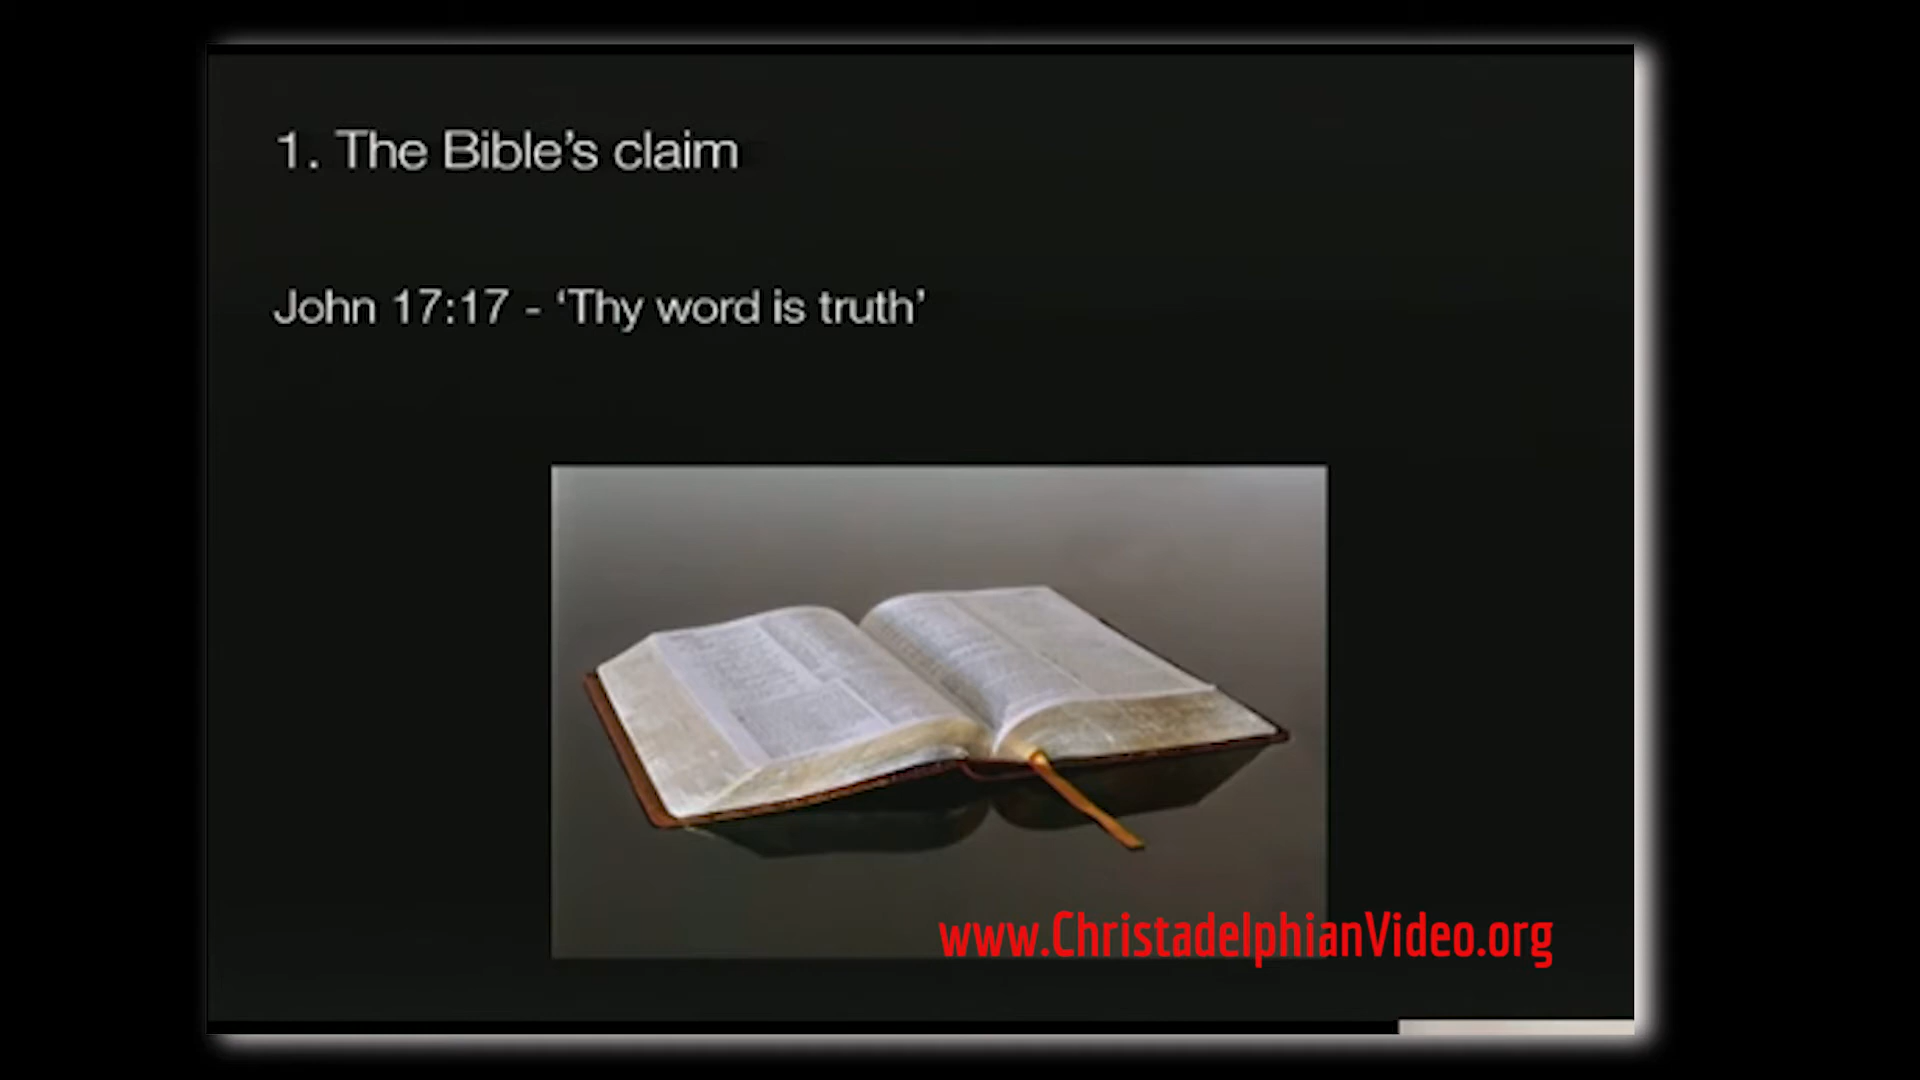 1. The Bible's claim
John 17:17 - ‘Thy word is truth’
www.ChristadelphianVideo.org